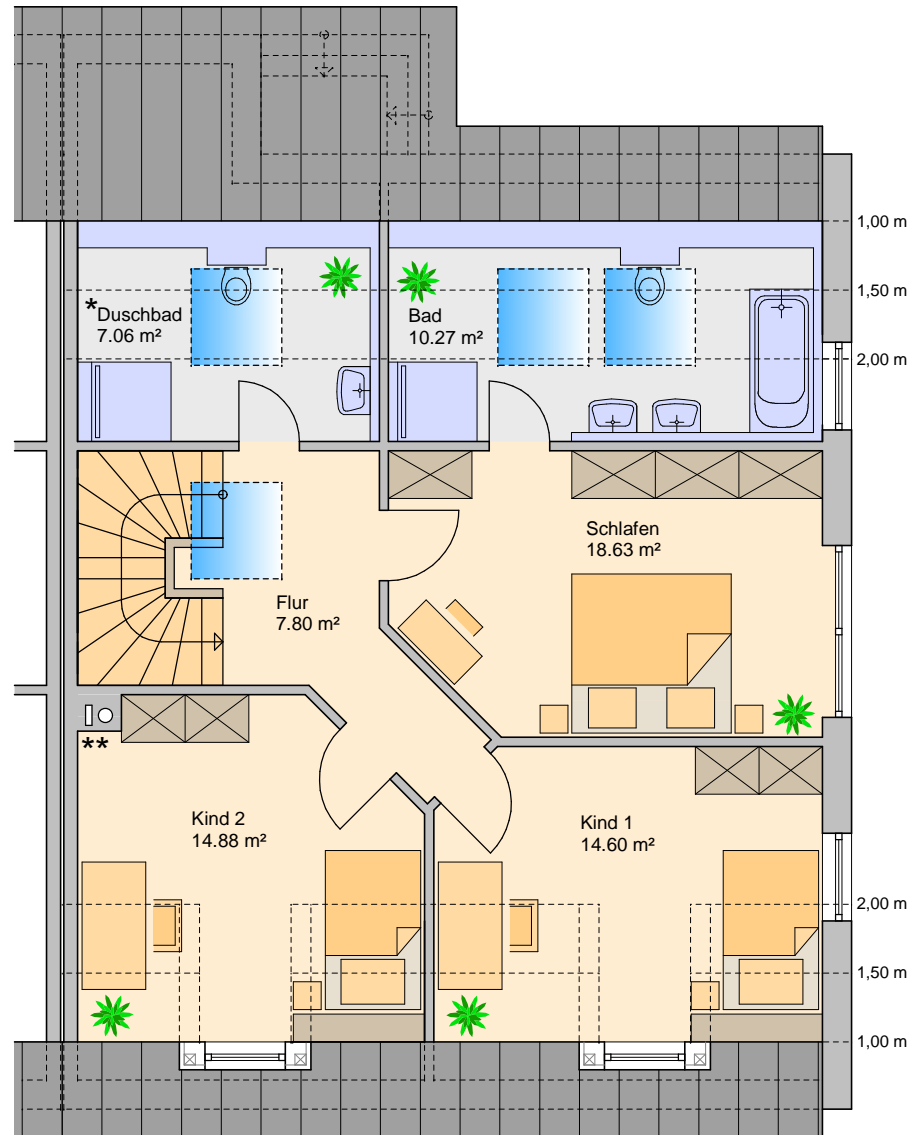 1,00 m
1,50 m
*Duschbad
7.06 m²
Bad
10.27 m²
2,00 m
Schlafen
18.63 m²
Flur
7.80 m²
**
Kind 2
14.88 m²
Kind 1
14.60 m²
2,00 m
1,50 m
1,00 m